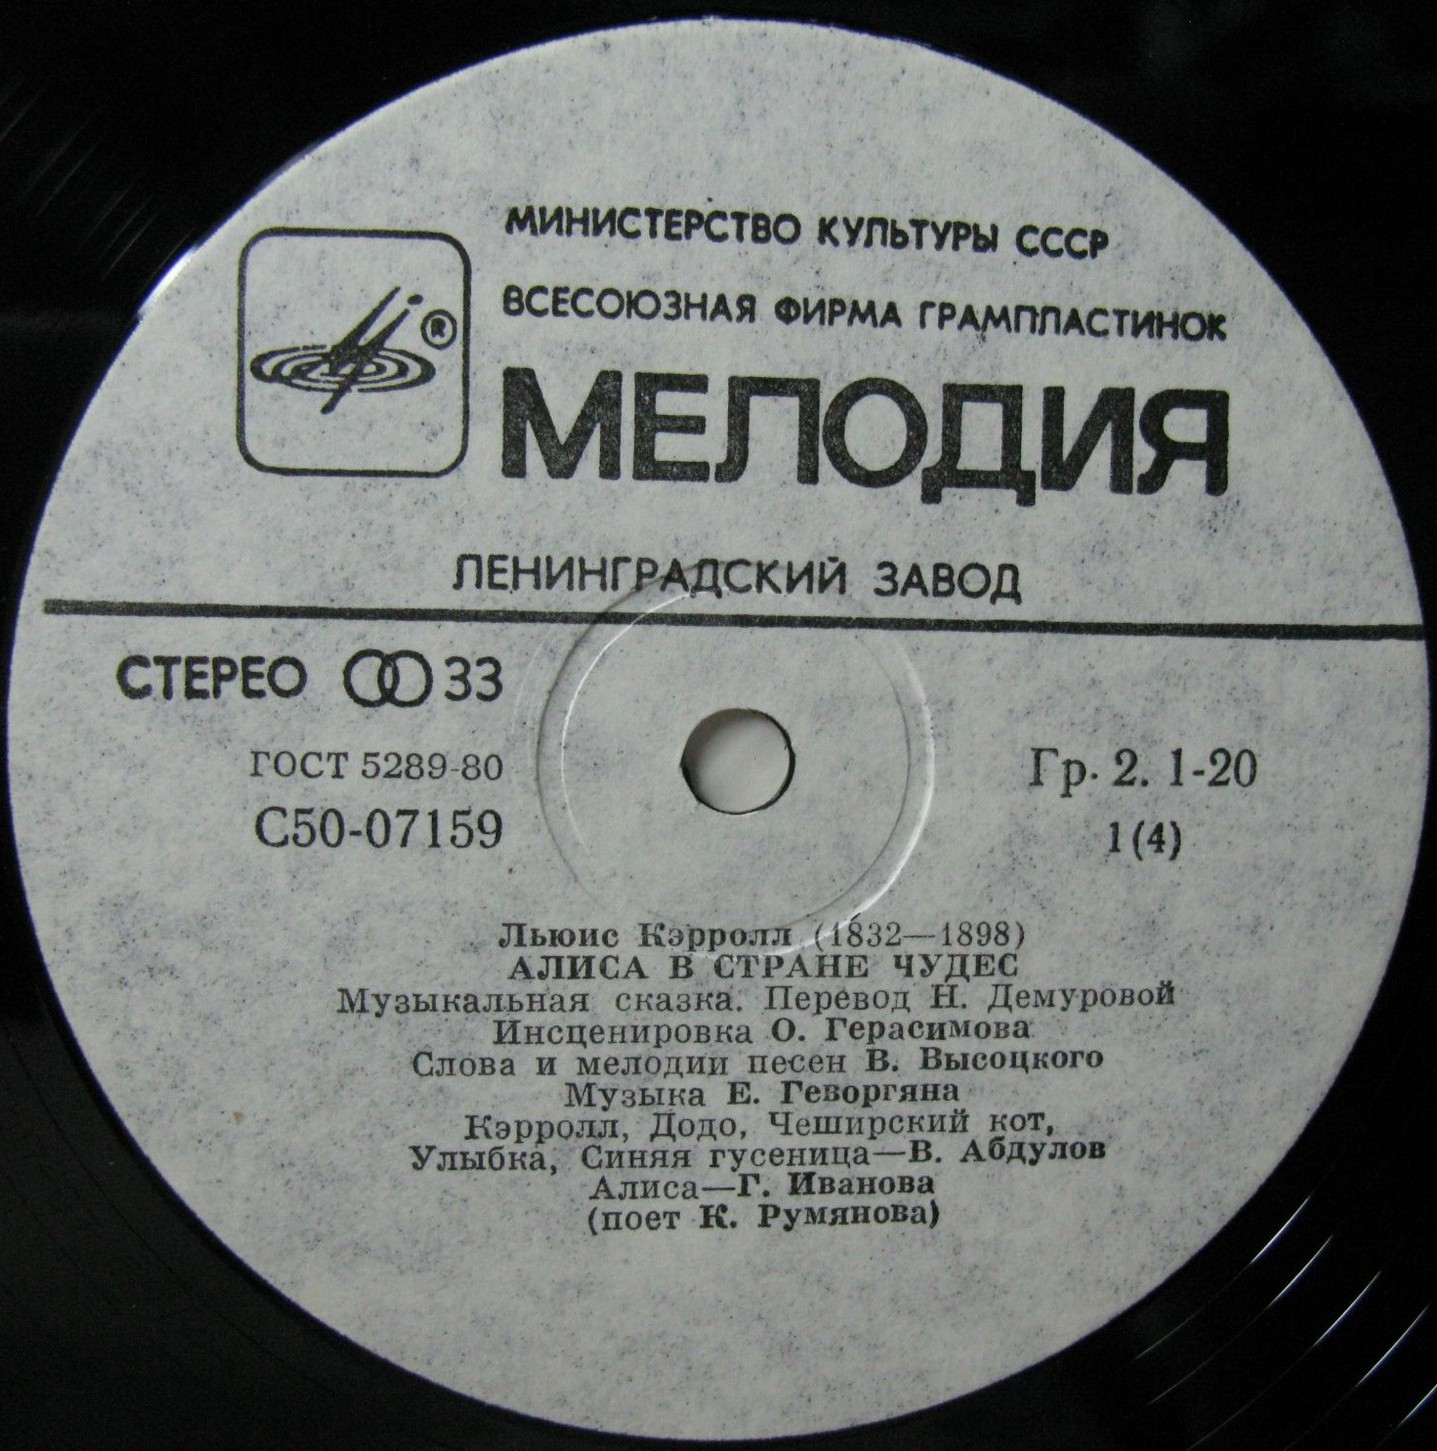 МИНИСТЕРСТВО КУЛЬТУРЫ СССР
ВСЕСОЮЗНАЯ ФИРМА ГРАМПЛАСТИНОК
®
МЕЛОДИЯ
ЛЕНИНГРАДСКИЙ ЗАВОД
СТЕРЕО 33
ГОСТ 5289-80
С50-07159
Гр. 2. 1-20
1(4)
Льюис Кэрролл (1832—1898)
АЛИСА В СТРАНЕ ЧУДЕС
Музыкальная сказка. Перевод Н. Демуровой
Инсценировка О. Герасимова
Слова и мелодии песен В. Высоцкого
Музыка Е. Геворгяна
Кэрролл, Додо, Чеширский кот,
Улыбка, Синяя гусеница—В. Абдулов
Алиса—Г. Иванова
(поет К. Румянова)